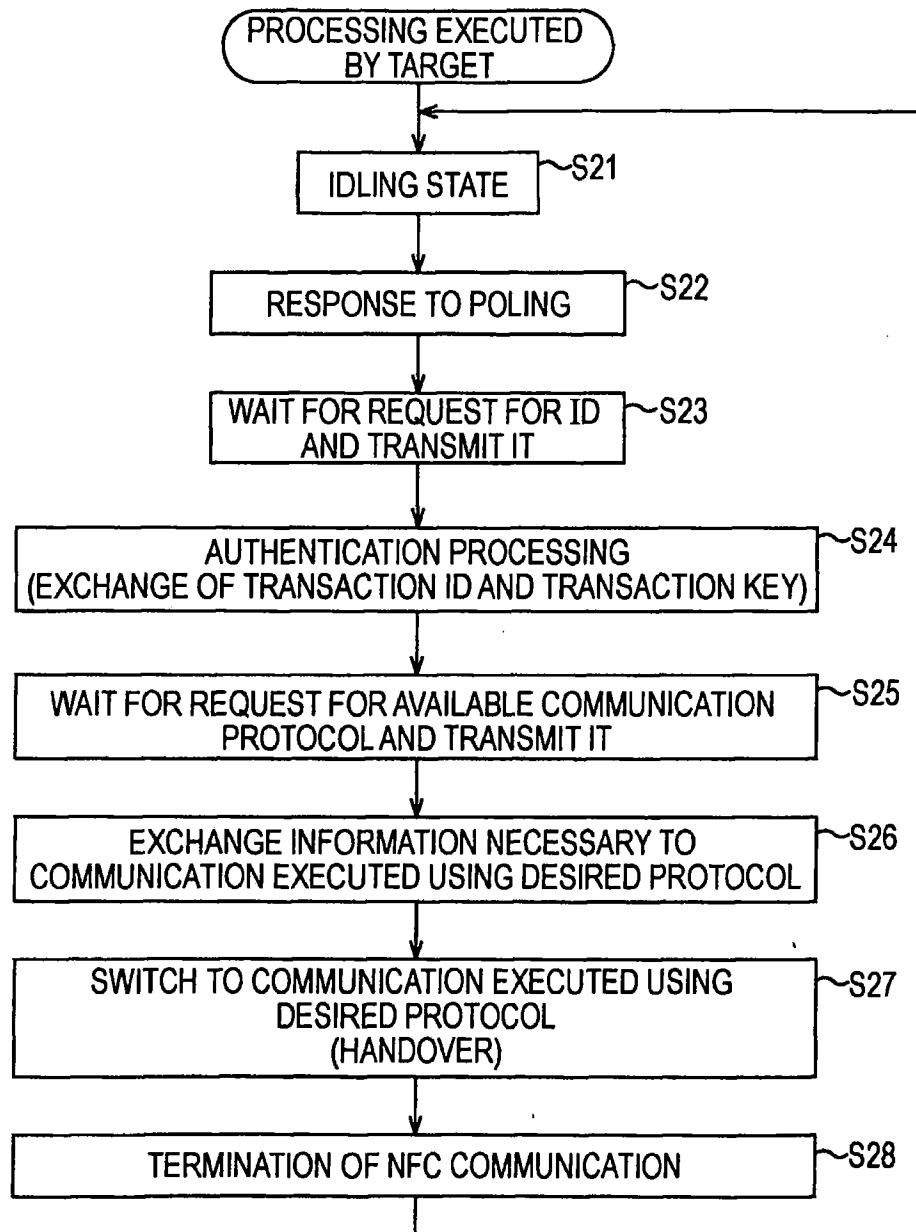 PROCESSING EXECUTED
BY TARGET
IDLING STATE
S21
RESPONSE TO POLING
S22
WAIT FOR REQUEST FOR ID
AND TRANSMIT IT
S23
AUTHENTICATION PROCESSING
(EXCHANGE OF TRANSACTION ID AND TRANSACTION KEY)
S24
WAIT FOR REQUEST FOR AVAILABLE COMMUNICATION
PROTOCOL AND TRANSMIT IT
S25
EXCHANGE INFORMATION NECESSARY TO
COMMUNICATION EXECUTED USING DESIRED PROTOCOL
S26
SWITCH TO COMMUNICATION EXECUTED USING
DESIRED PROTOCOL
(HANDOVER)
S27
TERMINATION OF NFC COMMUNICATION
S28